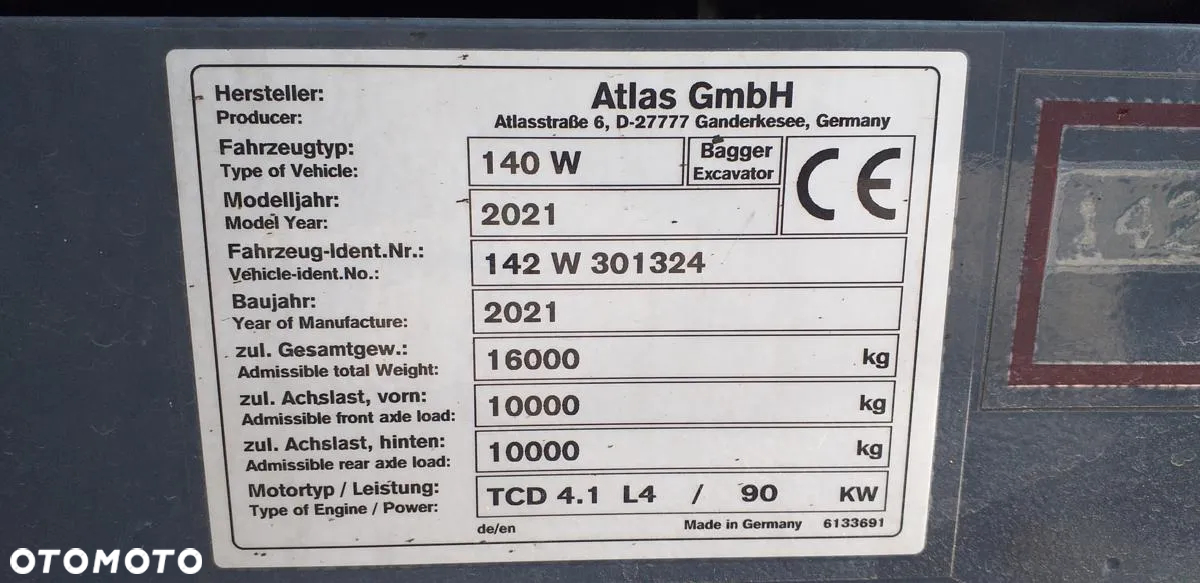 Hersteller:
Producer:
Atlas GmbH
Atlasstraße 6, D-27777 Ganderkesee, Germany
Fahrzeugtyp:
Type of Vehicle:
140 W
Bagger
Excavator
CE
Modelljahr:
Model Year:
2021
Fahrzeug-Ident.Nr.:
Vehicle-ident.No.:
142 W 301324
Baujahr:
Year of Manufacture:
2021
zul. Gesamtgew.:
Admissible total Weight:
16000 kg
zul. Achslast, vorn:
Admissible front axle load:
10000 kg
zul. Achslast, hinten:
Admissible rear axle load:
10000 kg
Motortyp / Leistung:
Type of Engine / Power:
TCD 4.1 L4 / 90 KW
de/en
Made in Germany 6133691
142
OTOMOTO